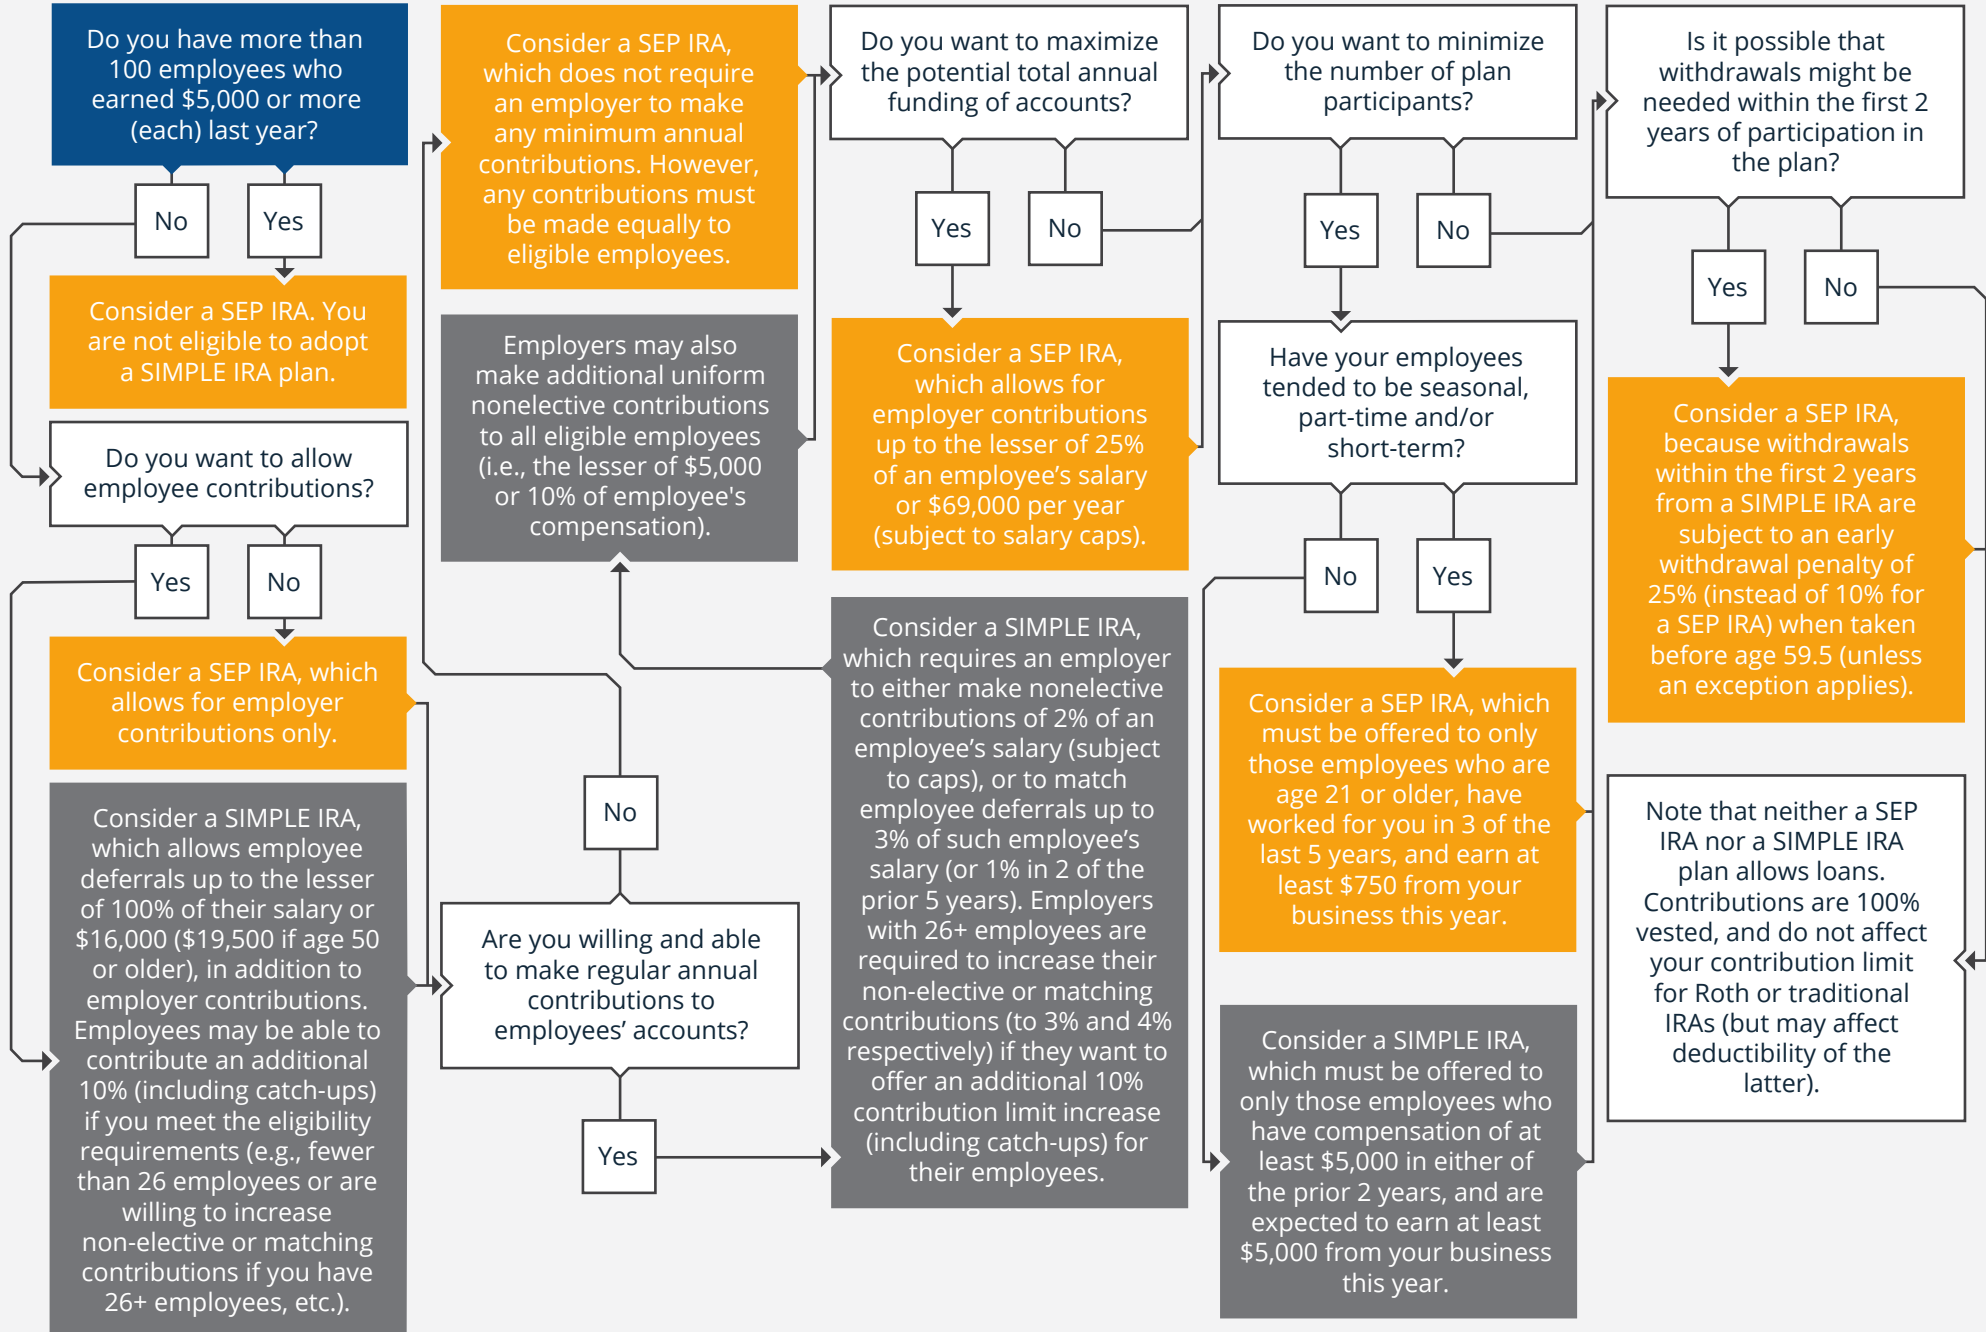 Do you have more than
100 employees who
earned $5,000 or more
(each) last year?
No
Yes
Consider a SEP IRA. You
are not eligible to adopt
a SIMPLE IRA plan.
Do you want to allow
employee contributions?
Yes
No
Consider a SEP IRA, which
allows for employer
contributions only.
Consider a SIMPLE IRA,
which allows employee
deferrals up to the lesser
of 100% of their salary or
$16,000 ($19,500 if age 50
or older), in addition to
employer contributions.
Employees may be able to
contribute an additional
10% (including catch-ups)
if you meet the eligibility
requirements (e.g., fewer
than 26 employees or are
willing to increase
non-elective or matching
contributions if you have
26+ employees, etc.).
Consider a SEP IRA,
which does not require
an employer to make
any minimum annual
contributions. However,
any contributions must
be made equally to
eligible employees.
Employers may also
make additional uniform
nonelective contributions
to all eligible employees
(i.e., the lesser of $5,000
or 10% of employee's
compensation).
No
Are you willing and able
to make regular annual
contributions to
employees’ accounts?
Yes
Do you want to maximize
the potential total annual
funding of accounts?
Yes
No
Consider a SEP IRA,
which allows for
employer contributions
up to the lesser of 25%
of an employee’s salary
or $69,000 per year
(subject to salary caps).
Consider a SIMPLE IRA,
which requires an employer
to either make nonelective
contributions of 2% of an
employee’s salary (subject
to caps), or to match
employee deferrals up to
3% of such employee’s
salary (or 1% in 2 of the
prior 5 years). Employers
with 26+ employees are
required to increase their
non-elective or matching
contributions (to 3% and 4%
respectively) if they want to
offer an additional 10%
contribution limit increase
(including catch-ups) for
their employees.
Do you want to minimize
the number of plan
participants?
Yes
No
Have your employees
tended to be seasonal,
part-time and/or
short-term?
No
Yes
Consider a SEP IRA, which
must be offered to only
those employees who are
age 21 or older, have
worked for you in 3 of the
last 5 years, and earn at
least $750 from your
business this year.
Consider a SIMPLE IRA,
which must be offered to
only those employees who
have compensation of at
least $5,000 in either of
the prior 2 years, and are
expected to earn at least
$5,000 from your business
this year.
Is it possible that
withdrawals might be
needed within the first 2
years of participation in
the plan?
Yes
No
Consider a SEP IRA,
because withdrawals
within the first 2 years
from a SIMPLE IRA are
subject to an early
withdrawal penalty of
25% (instead of 10% for
a SEP IRA) when taken
before age 59.5 (unless
an exception applies).
Note that neither a SEP
IRA nor a SIMPLE IRA
plan allows loans.
Contributions are 100%
vested, and do not affect
your contribution limit
for Roth or traditional
IRAs (but may affect
deductibility of the
latter).